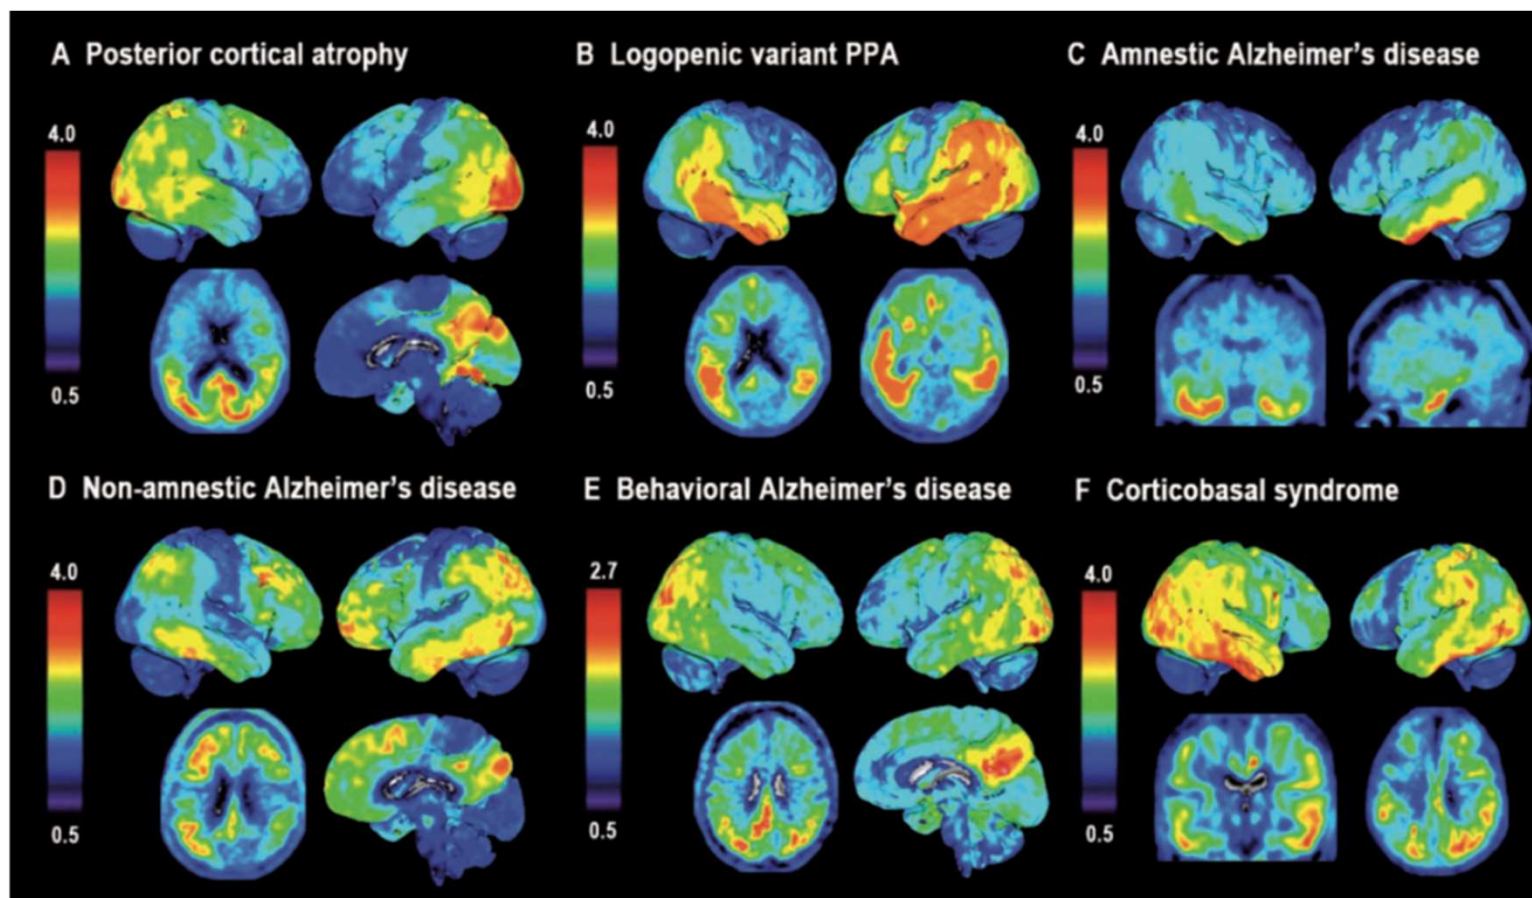 A Posterior cortical atrophy
B Logopenic variant PPA
C Amnestic Alzheimer's disease
4.0
0.5
4.0
0.5
4.0
0.5
D Non-amnestic Alzheimer's disease
E Behavioral Alzheimer's disease
F Corticobasal syndrome
4.0
0.5
2.7
0.5
4.0
0.5